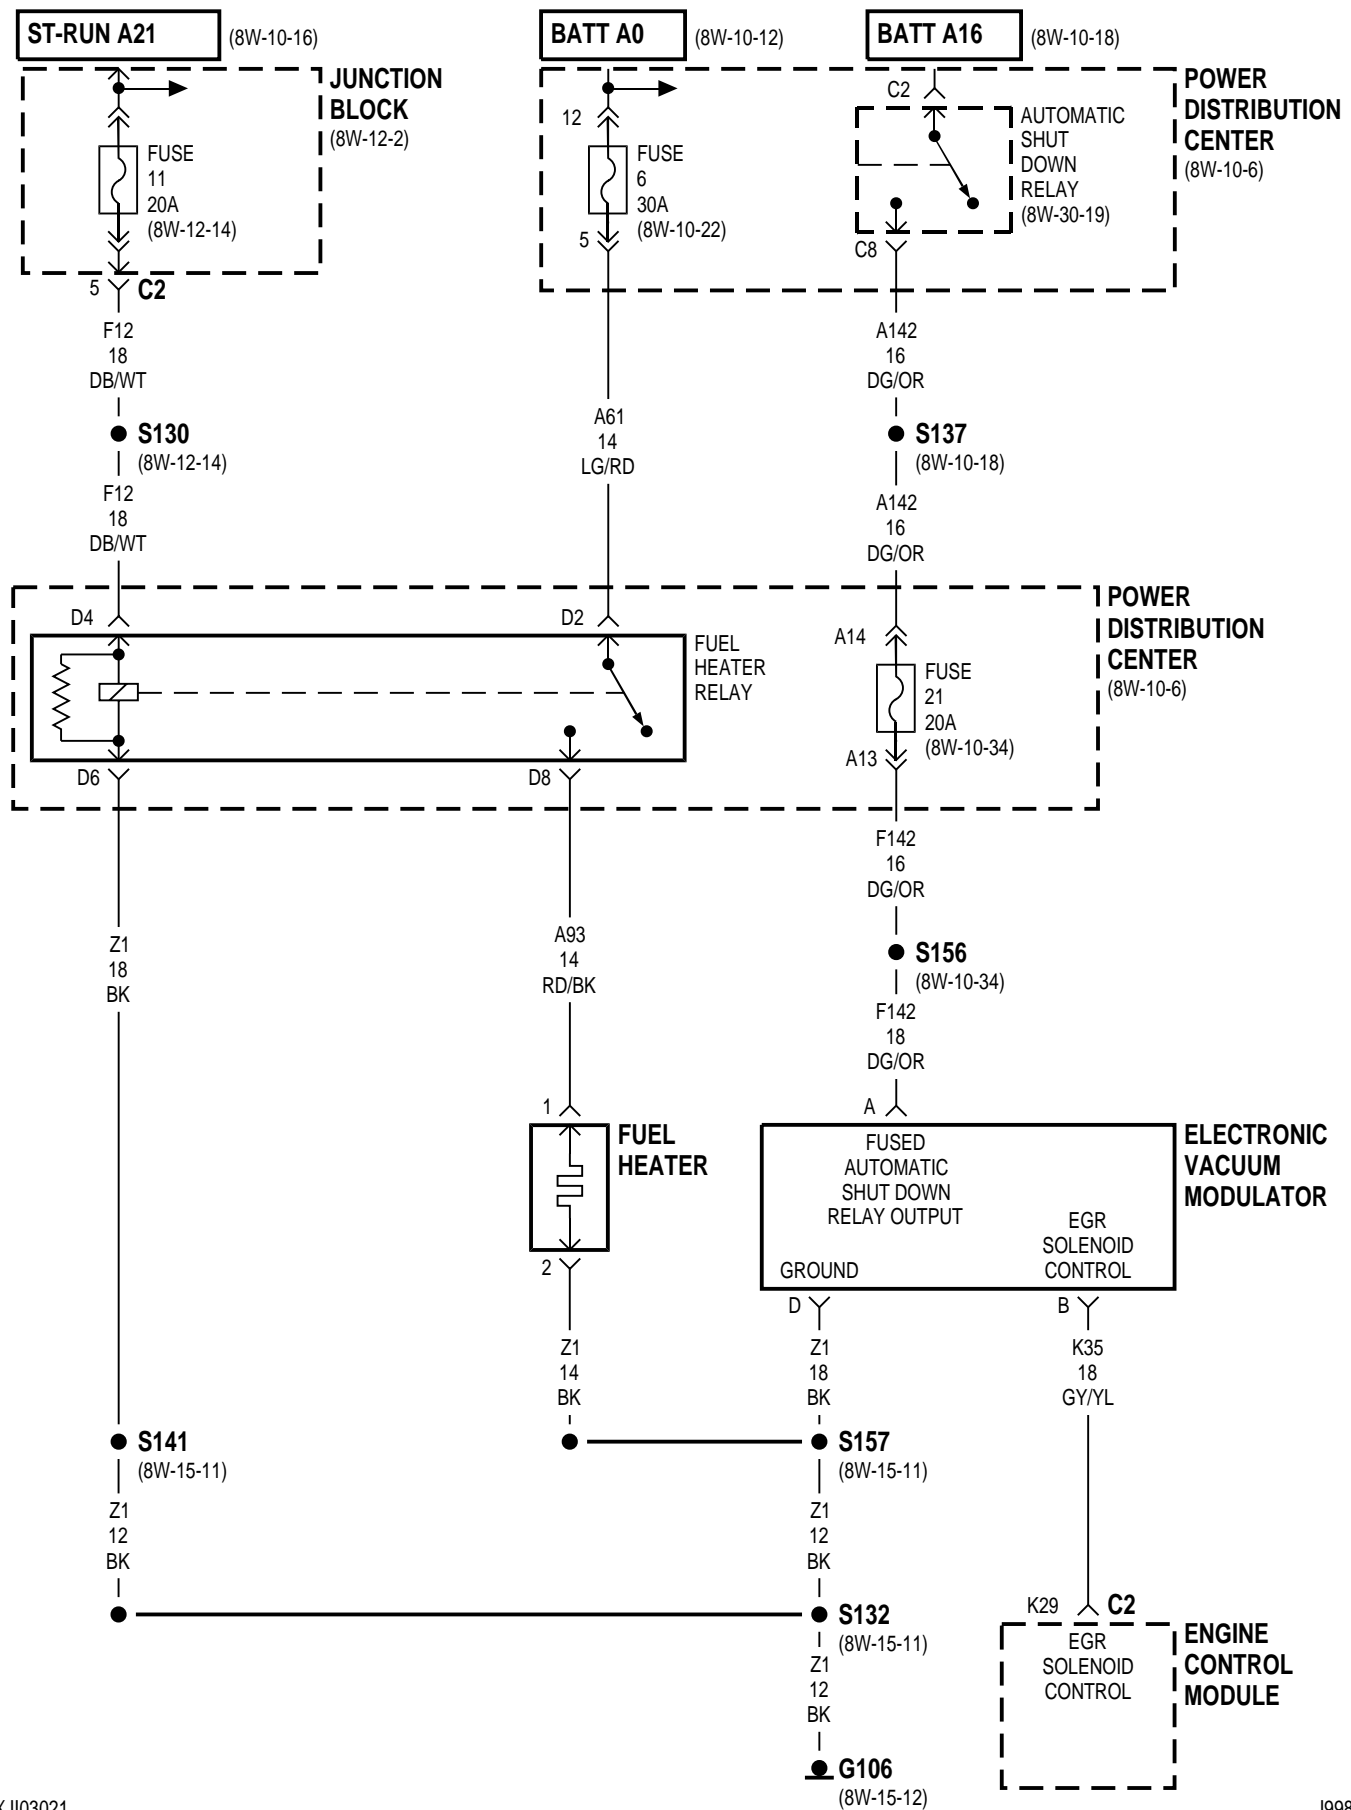 ST-RUN A21
(8W-10-16)
BATT A0
(8W-10-12)
BATT A16
(8W-10-18)
JUNCTION
BLOCK
(8W-12-2)
FUSE
11
20A
(8W-12-14)
5
C2
12
FUSE
6
30A
(8W-10-22)
5
C2
AUTOMATIC
SHUT
DOWN
RELAY
(8W-30-19)
C8
POWER
DISTRIBUTION
CENTER
(8W-10-6)
F12
18
DB/WT
S130
(8W-12-14)
F12
18
DB/WT
A61
14
LG/RD
A142
16
DG/OR
S137
(8W-10-18)
A142
16
DG/OR
D4
D2
FUEL
HEATER
RELAY
D6
D8
A14
FUSE
21
20A
(8W-10-34)
A13
POWER
DISTRIBUTION
CENTER
(8W-10-6)
Z1
18
BK
A93
14
RD/BK
F142
16
DG/OR
S156
(8W-10-34)
F142
18
DG/OR
1
FUEL
HEATER
2
A
FUSED
AUTOMATIC
SHUT DOWN
RELAY OUTPUT
GROUND
EGR
SOLENOID
CONTROL
ELECTRONIC
VACUUM
MODULATOR
D
B
Z1
14
BK
Z1
18
BK
K35
18
GY/YL
S141
(8W-15-11)
S157
(8W-15-11)
Z1
12
BK
Z1
12
BK
S132
(8W-15-11)
K29
C2
EGR
SOLENOID
CONTROL
ENGINE
CONTROL
MODULE
Z1
12
BK
G106
(8W-15-12)